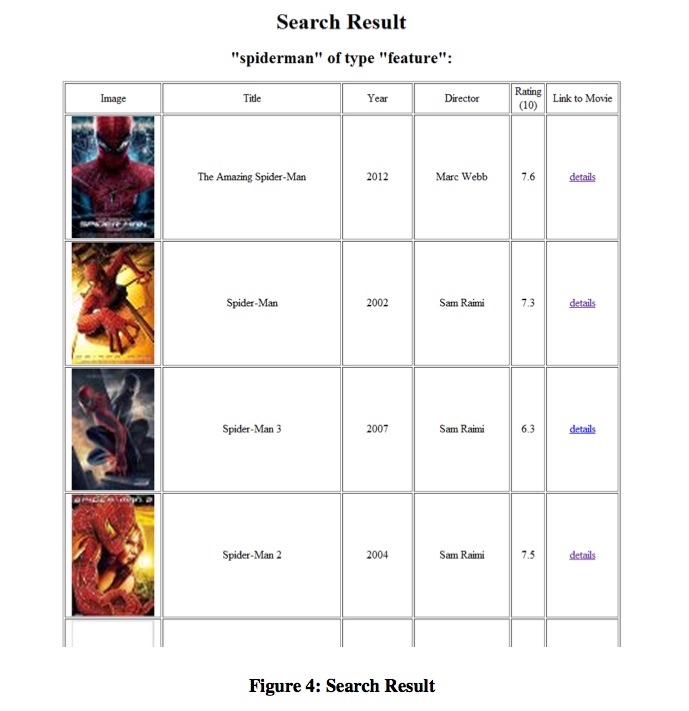 Search Result
"spiderman" of type "feature":
Image Title Year Director Rating (10) Link to Movie
SPIDER-MAN
The Amazing Spider-Man 2012 Marc Webb 7.6 details
Spider-Man 2002 Sam Raimi 7.3 details
Spider-Man 3 2007 Sam Raimi 6.3 details
SPIDER-MAN 2
Spider-Man 2 2004 Sam Raimi 7.5 details
Figure 4: Search Result